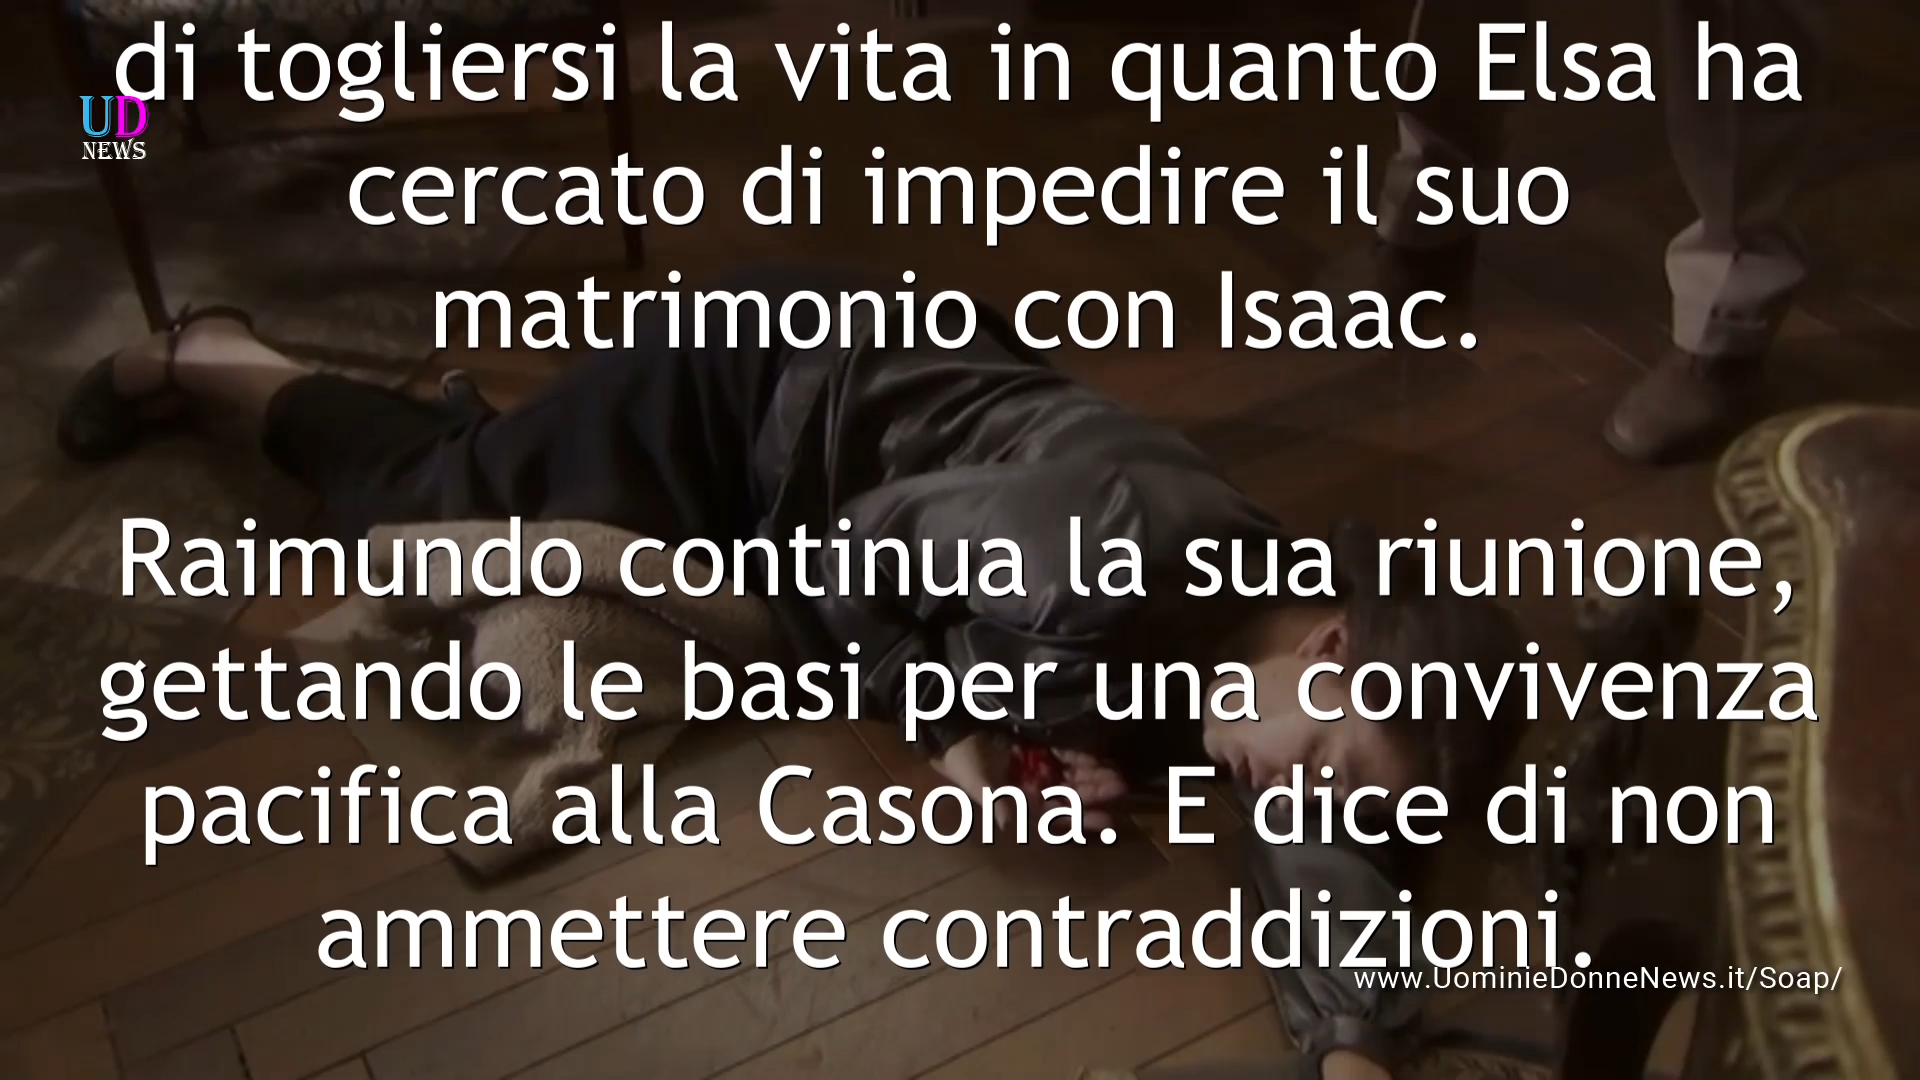 di togliersi la vita in quanto Elsa ha
UD
NEWS
cercato di impedire il suo
matrimonio con Isaac.
Raimundo continua la sua riunione,
gettando le basi per una convivenza
pacifica alla Casona. E dice di non
ammettere contraddizioni.
www.UominieDonneNews.it/Soap/